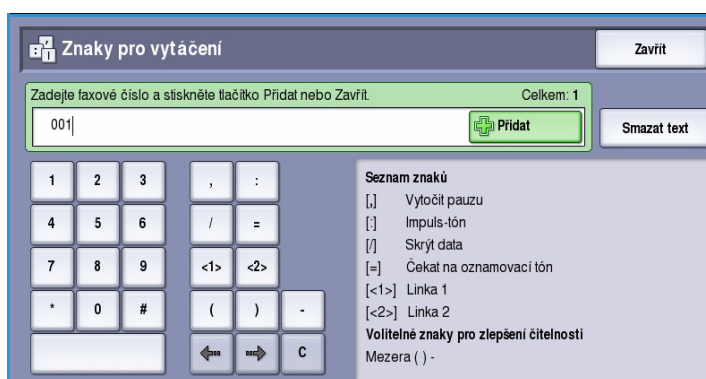 Znaky pro vytáčení
Zavřít
Zadejte faxové číslo a stiskněte tlačítko Přidat nebo Zavřít.
Celkem: 1
001
Přidat
Smazat text
1 2 3 , :
4 5 6 / =
7 8 9 <1> <2>
* 0 # ( ) -
C
Seznam znaků
[,] Vytočit pauzu
[:] Impuls-tón
[/] Skrýt data
[=] Čekat na oznamovací tón
[<1>] Linka 1
[<2>] Linka 2
Volitelné znaky pro zlepšení čitelnosti
Mezera ( ) -